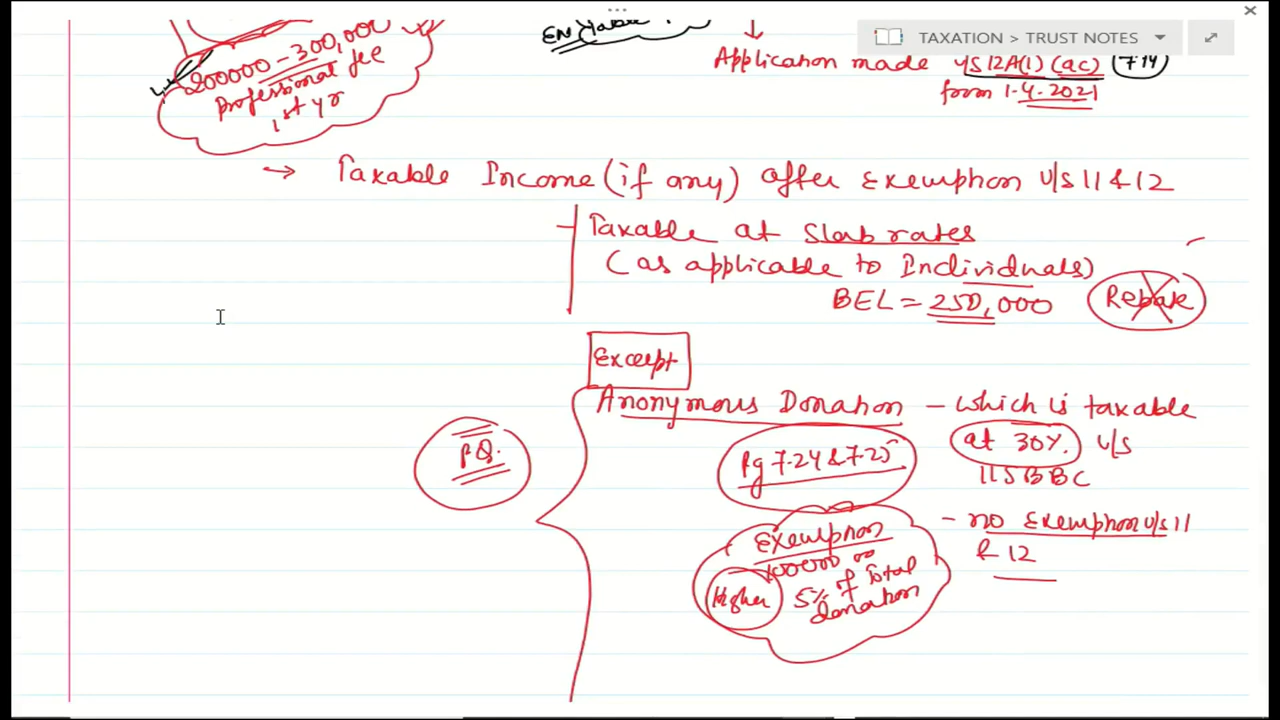 TAXATION > TRUST NOTES
200000 - 300,000
Professional fee
1st yr
Application made u/s 12A(1)(ac) 7.14
from 1.4.2021
→ Taxable Income (if any) after Exemption u/s 11 & 12
Taxable at Slab rates
(as applicable to Individuals)
BEL = 250,000 Rebate
Except
Anonymous Donation - which is taxable
at 30%. u/s
115BBC
Pg 7.24 & 7.25
PQ.
- no Exemption u/s 11
& 12
Exemption
100000 or
5% of Total
donation
Higher